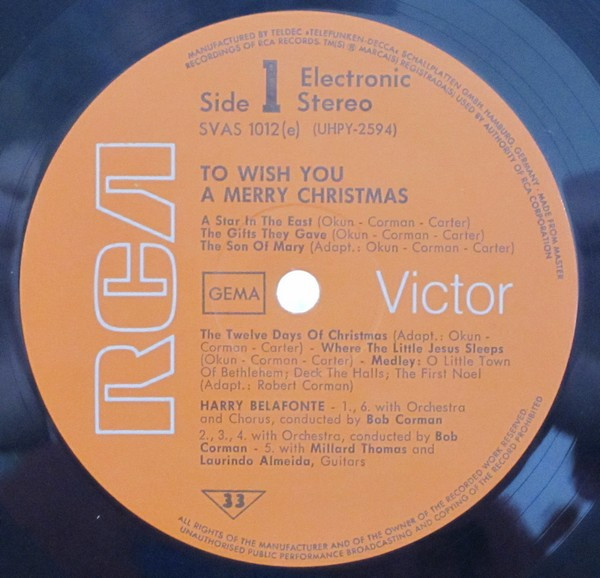 MANUFACTURED BY TELDEC »TELEFUNKEN-DECCA« SCHALLPLATTEN GMBH, HAMBURG, GERMANY · MADE FROM MASTER
RECORDINGS OF RCA RECORDS. TM(S) ® MARCA(S) REGISTRADA(S) USED BY AUTHORITY OF RCA CORPORATION
Side 1 Electronic
Stereo
SVAS 1012(e) (UHPY-2594)
TO WISH YOU
A MERRY CHRISTMAS
A Star In The East (Okun - Corman - Carter)
The Gifts They Gave (Okun - Corman - Carter)
The Son Of Mary (Adapt.: Okun - Corman - Carter)
RCA
GEMA
Victor
The Twelve Days Of Christmas (Adapt.: Okun -
Corman - Carter) - Where The Little Jesus Sleeps
(Okun - Corman - Carter) - Medley: O Little Town
Of Bethlehem; Deck The Halls; The First Noel
(Adapt.: Robert Corman)
HARRY BELAFONTE - 1., 6. with Orchestra
and Chorus, conducted by Bob Corman
2., 3., 4. with Orchestra, conducted by Bob
Corman - 5. with Millard Thomas and
Laurindo Almeida, Guitars
33
ALL RIGHTS OF THE MANUFACTURER AND OF THE OWNER OF THE RECORDED WORK RESERVED
UNAUTHORISED PUBLIC PERFORMANCE BROADCASTING AND COPYING OF THE RECORD PROHIBITED